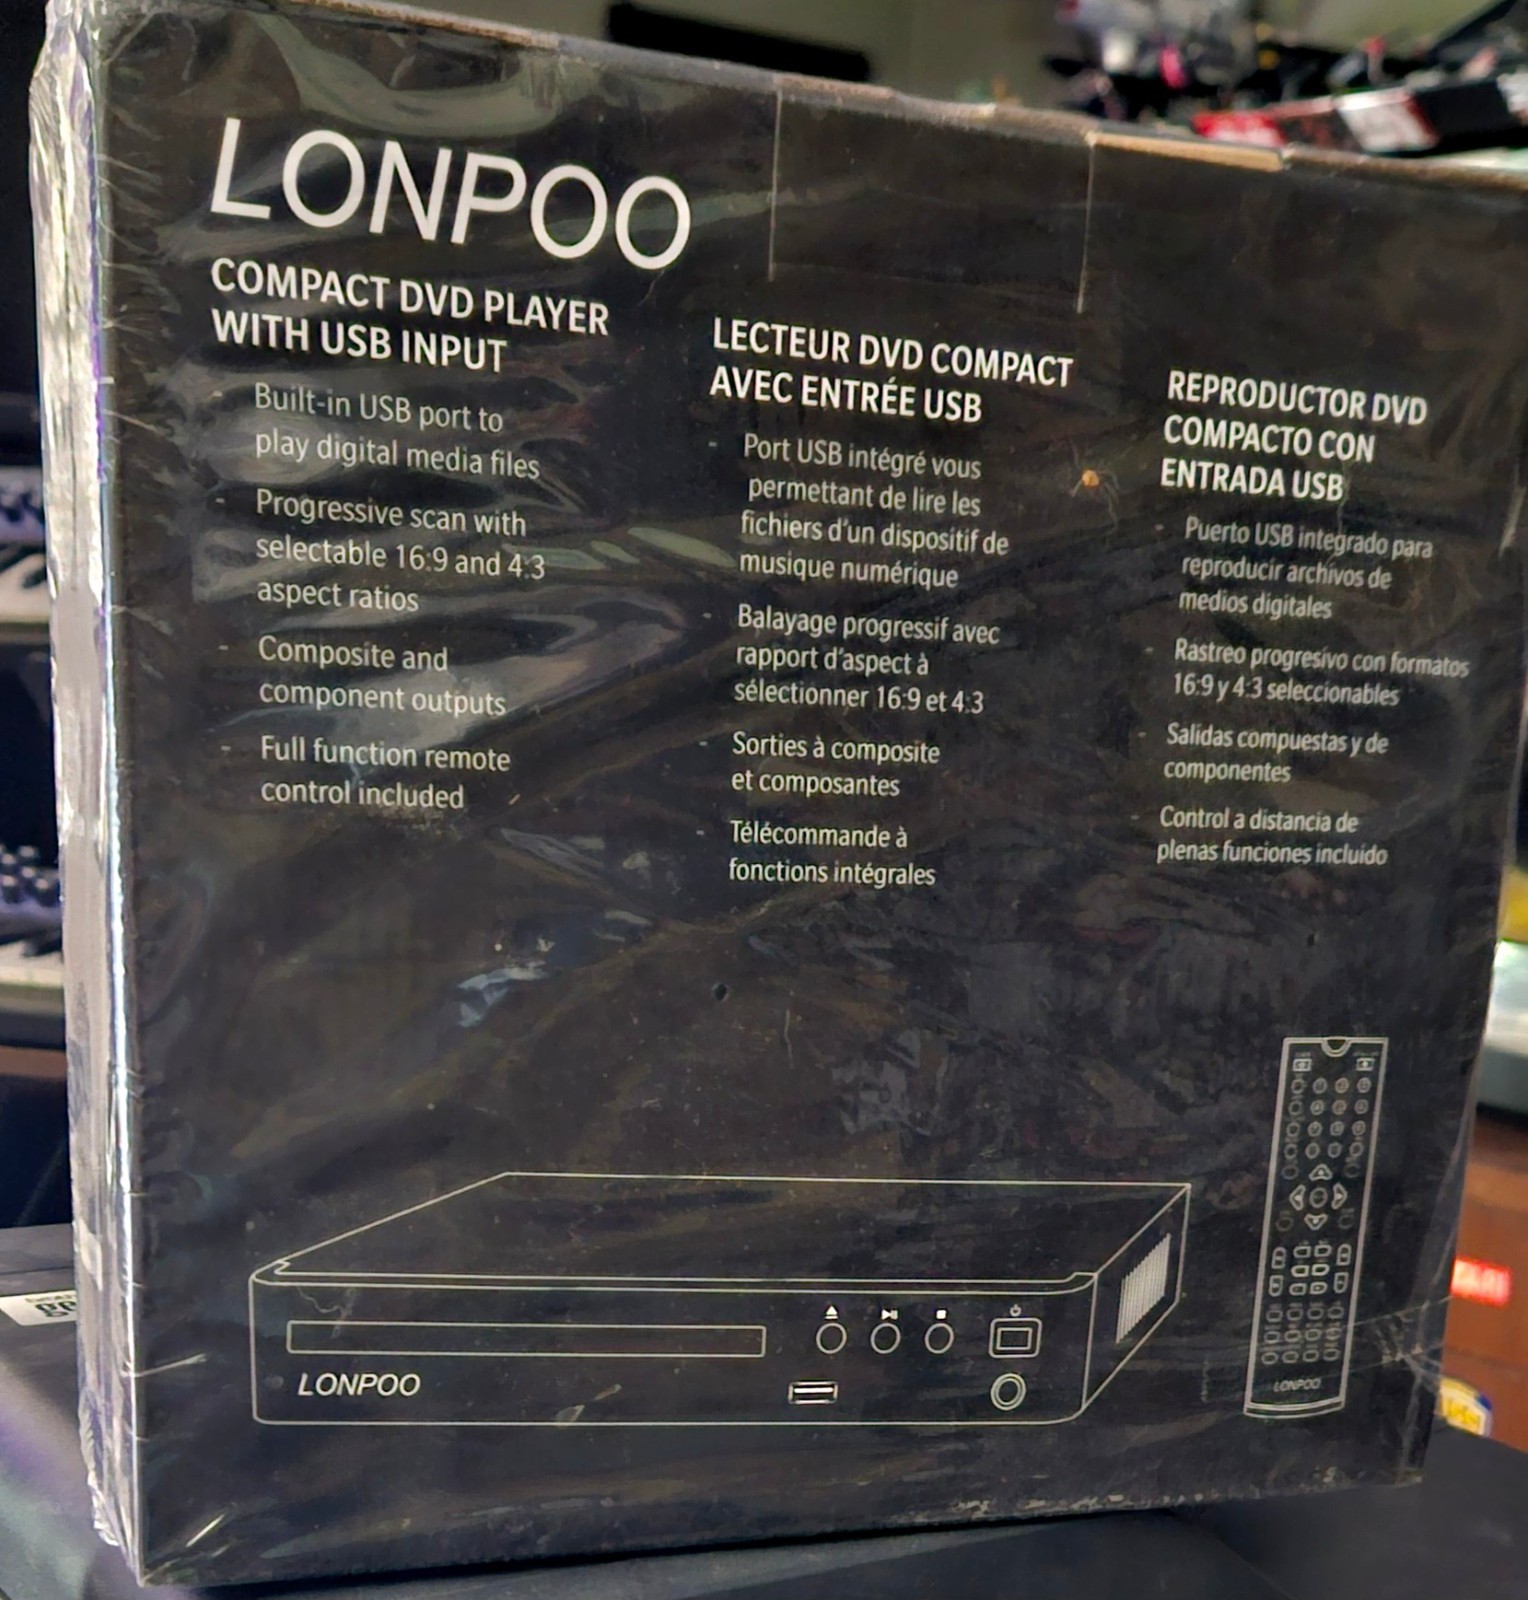 LONPOO
COMPACT DVD PLAYER
WITH USB INPUT
- Built-in USB port to
play digital media files
- Progressive scan with
selectable 16:9 and 4:3
aspect ratios
- Composite and
component outputs
- Full function remote
control included
LECTEUR DVD COMPACT
AVEC ENTRÉE USB
- Port USB intégré vous
permettant de lire les
fichiers d'un dispositif de
musique numérique
- Balayage progressif avec
rapport d'aspect à
sélectionner 16:9 et 4:3
- Sorties à composite
et composantes
- Télécommande à
fonctions intégrales
REPRODUCTOR DVD
COMPACTO CON
ENTRADA USB
- Puerto USB integrado para
reproducir archivos de
medios digitales
- Rastreo progresivo con formatos
16:9 y 4:3 seleccionables
- Salidas compuestas y de
componentes
- Control a distancia de
plenas funciones incluido
LONPOO
LONPOO